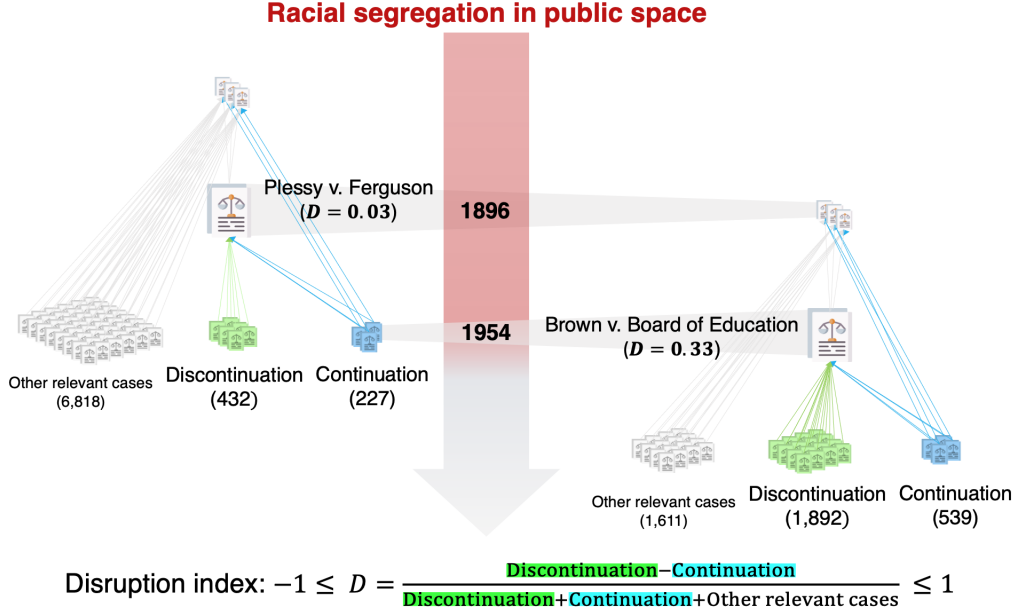 Racial segregation in public space
Plessy v. Ferguson
(D = 0.03)
1896
1954
Brown v. Board of Education
(D = 0.33)
Other relevant cases
(6,818)
Discontinuation
(432)
Continuation
(227)
Other relevant cases
(1,611)
Discontinuation
(1,892)
Continuation
(539)
Disruption index: −1 ≤ D = Discontinuation−Continuation / Discontinuation+Continuation+Other relevant cases ≤ 1